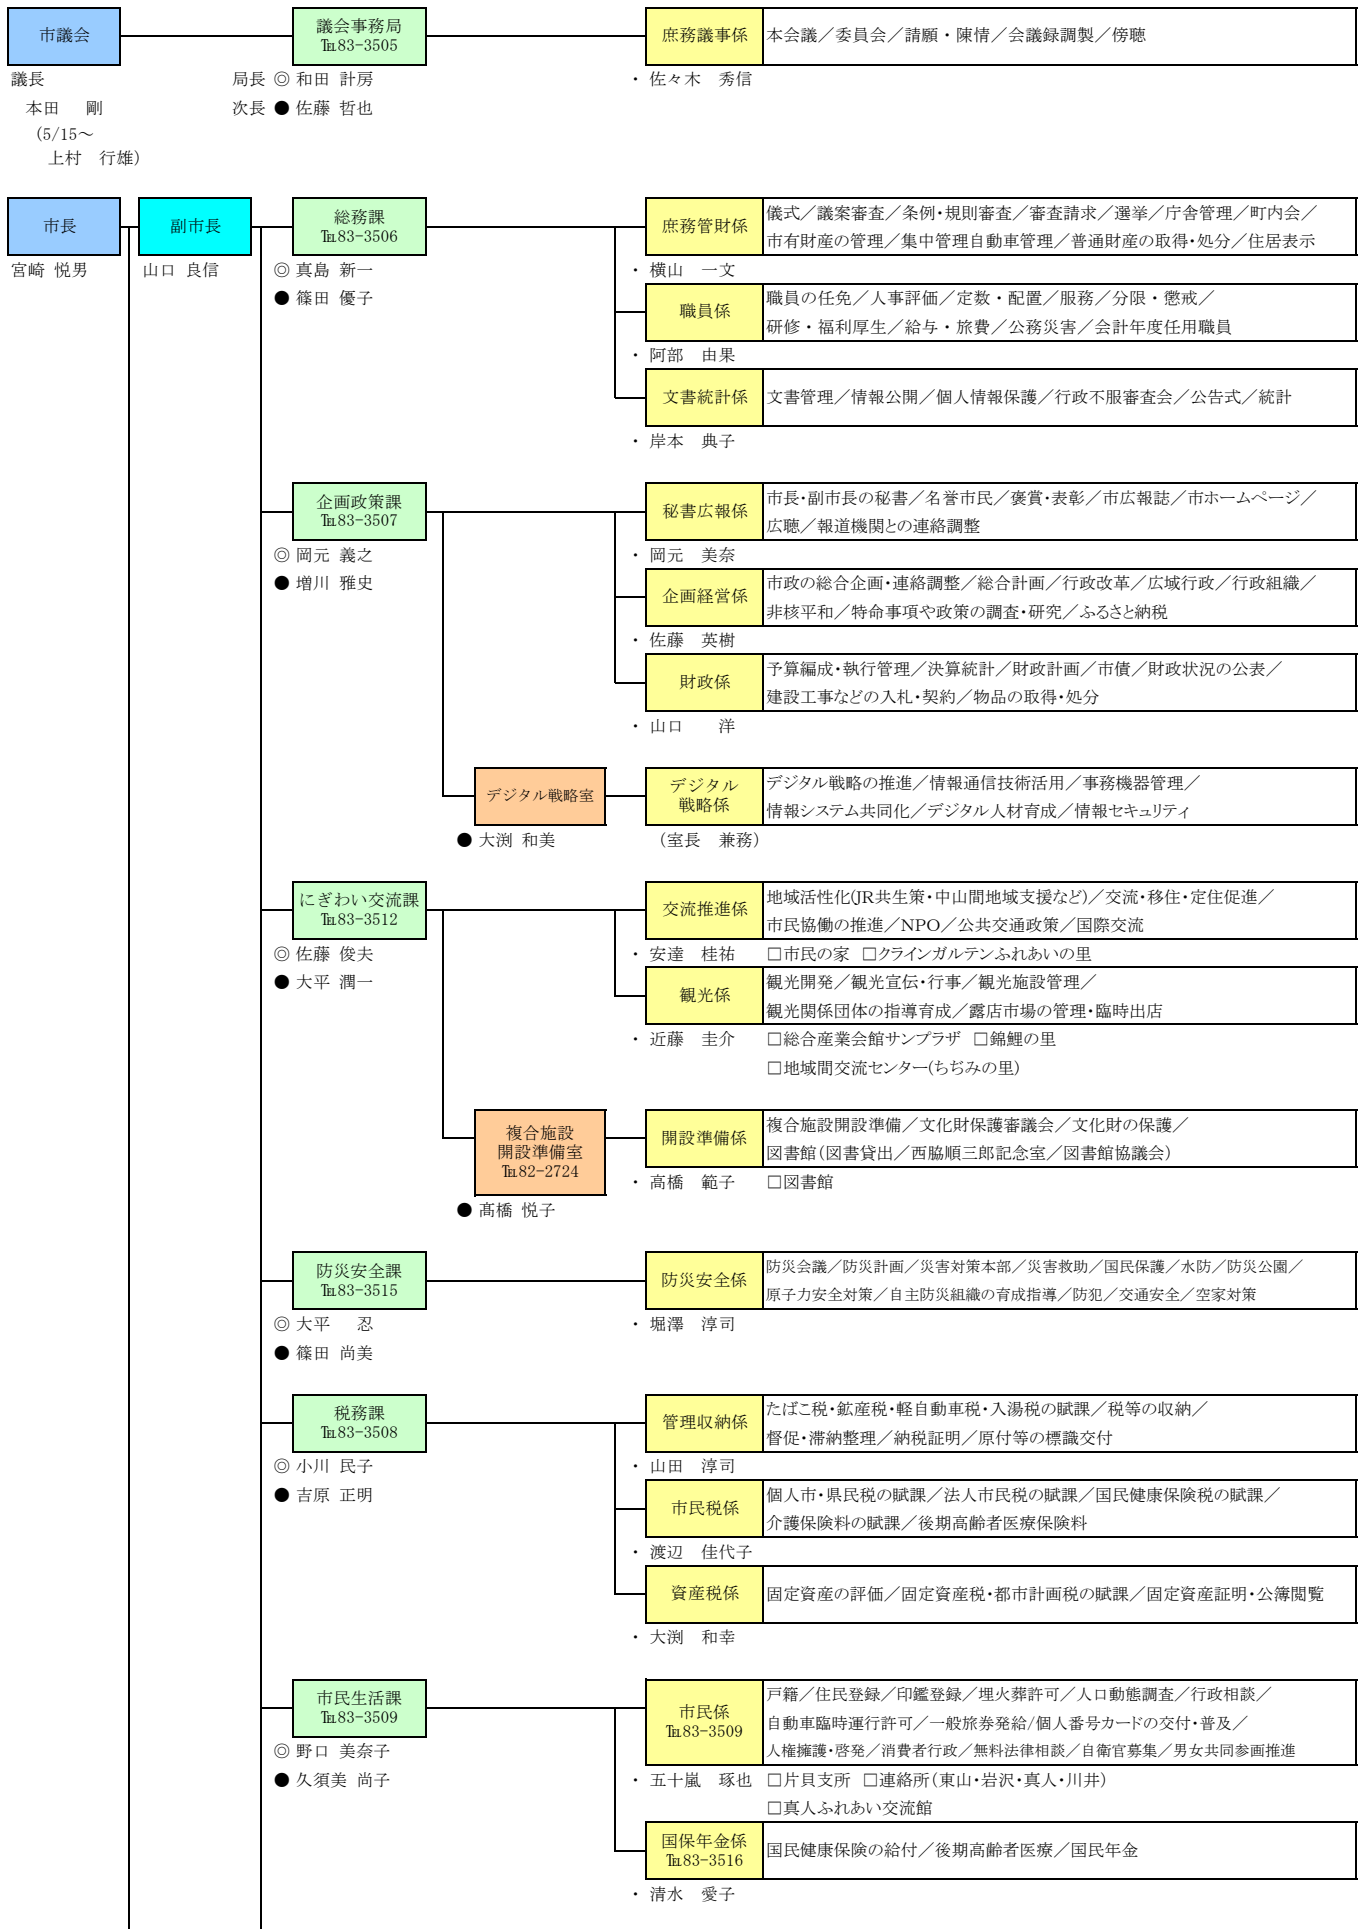 市議会
議会事務局
℡83-3505
庶務議事係
本会議／委員会／請願・陳情／会議録調製／傍聴
議長
本田　剛
(5/15～
上村　行雄)
局長 ◎ 和田 計房
次長 ● 佐藤 哲也
・ 佐々木　秀信
市長
副市長
総務課
℡83-3506
庶務管財係
儀式／議案審査／条例・規則審査／審査請求／選挙／庁舎管理／町内会／
市有財産の管理／集中管理自動車管理／普通財産の取得・処分／住居表示
宮崎 悦男
山口 良信
◎ 真島 新一
● 篠田 優子
・ 横山　一文
職員係
職員の任免／人事評価／定数・配置／服務／分限・懲戒／
研修・福利厚生／給与・旅費／公務災害／会計年度任用職員
・ 阿部　由果
文書統計係
文書管理／情報公開／個人情報保護／行政不服審査会／公告式／統計
・ 岸本　典子
企画政策課
℡83-3507
秘書広報係
市長・副市長の秘書／名誉市民／褒賞・表彰／市広報誌／市ホームページ／
広聴／報道機関との連絡調整
◎ 岡元 義之
● 増川 雅史
・ 岡元　美奈
企画経営係
市政の総合企画・連絡調整／総合計画／行政改革／広域行政／行政組織／
非核平和／特命事項や政策の調査・研究／ふるさと納税
・ 佐藤　英樹
財政係
予算編成・執行管理／決算統計／財政計画／市債／財政状況の公表／
建設工事などの入札・契約／物品の取得・処分
・ 山口　　洋
デジタル戦略室
デジタル
戦略係
デジタル戦略の推進／情報通信技術活用／事務機器管理／
情報システム共同化／デジタル人材育成／情報セキュリティ
● 大渕 和美
(室長　兼務)
にぎわい交流課
℡83-3512
交流推進係
地域活性化(JR共生策・中山間地域支援など)／交流・移住・定住促進／
市民協働の推進／NPO／公共交通政策／国際交流
◎ 佐藤 俊夫
● 大平 潤一
・ 安達　桂祐
□市民の家 □クラインガルテンふれあいの里
観光係
観光開発／観光宣伝・行事／観光施設管理／
観光関係団体の指導育成／露店市場の管理・臨時出店
・ 近藤　圭介
□総合産業会館サンプラザ □錦鯉の里
□地域間交流センター(ちぢみの里)
複合施設
開設準備室
℡82-2724
開設準備係
複合施設開設準備／文化財保護審議会／文化財の保護／
図書館(図書貸出／西脇順三郎記念室／図書館協議会)
● 髙橋 悦子
・ 高橋　範子
□図書館
防災安全課
℡83-3515
防災安全係
防災会議／防災計画／災害対策本部／災害救助／国民保護／水防／防災公園／
原子力安全対策／自主防災組織の育成指導／防犯／交通安全／空家対策
◎ 大平　忍
● 篠田 尚美
・ 堀澤　淳司
税務課
℡83-3508
管理収納係
たばこ税・鉱産税・軽自動車税・入湯税の賦課／税等の収納／
督促・滞納整理／納税証明／原付等の標識交付
◎ 小川 民子
● 吉原 正明
・ 山田　淳司
市民税係
個人市・県民税の賦課／法人市民税の賦課／国民健康保険税の賦課／
介護保険料の賦課／後期高齢者医療保険料
・ 渡辺　佳代子
資産税係
固定資産の評価／固定資産税・都市計画税の賦課／固定資産証明・公簿閲覧
・ 大渕　和幸
市民生活課
℡83-3509
市民係
℡83-3509
戸籍／住民登録／印鑑登録／埋火葬許可／人口動態調査／行政相談／
自動車臨時運行許可／一般旅券発給/個人番号カードの交付・普及／
人権擁護・啓発／消費者行政／無料法律相談／自衛官募集／男女共同参画推進
◎ 野口 美奈子
● 久須美 尚子
・ 五十嵐　琢也
□片貝支所 □連絡所(東山・岩沢・真人・川井)
□真人ふれあい交流館
国保年金係
℡83-3516
国民健康保険の給付／後期高齢者医療／国民年金
・ 清水　愛子